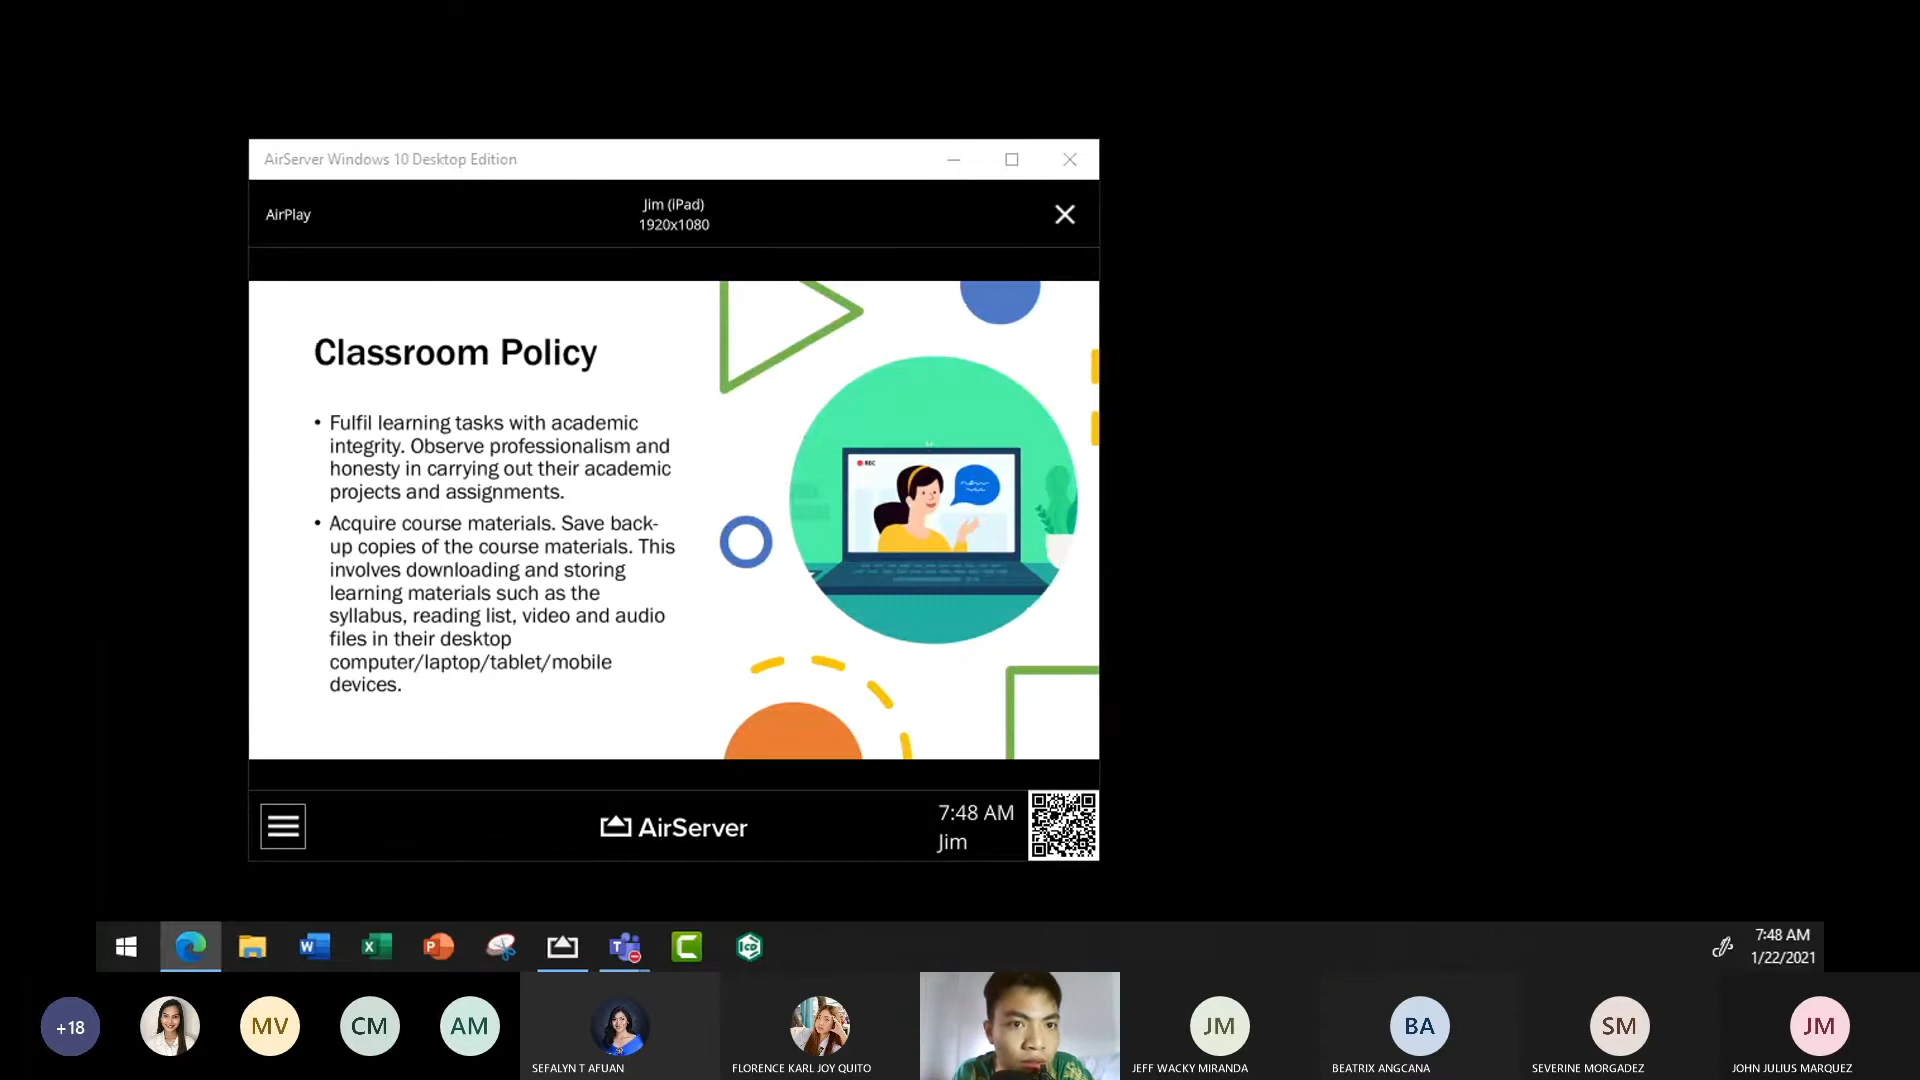 AirServer Windows 10 Desktop Edition
AirPlay
Jim (iPad)
1920x1080
Classroom Policy
• Fulfil learning tasks with academic
integrity. Observe professionalism and
honesty in carrying out their academic
projects and assignments.
• Acquire course materials. Save back-
up copies of the course materials. This
involves downloading and storing
learning materials such as the
syllabus, reading list, video and audio
files in their desktop
computer/laptop/tablet/mobile
devices.
REC
AirServer
7:48 AM
Jim
7:48 AM
1/22/2021
+18
MV
CM
AM
SEFALYN T AFUAN
FLORENCE KARL JOY QUITO
JM
JEFF WACKY MIRANDA
BA
BEATRIX ANGCANA
SM
SEVERINE MORGADEZ
JM
JOHN JULIUS MARQUEZ